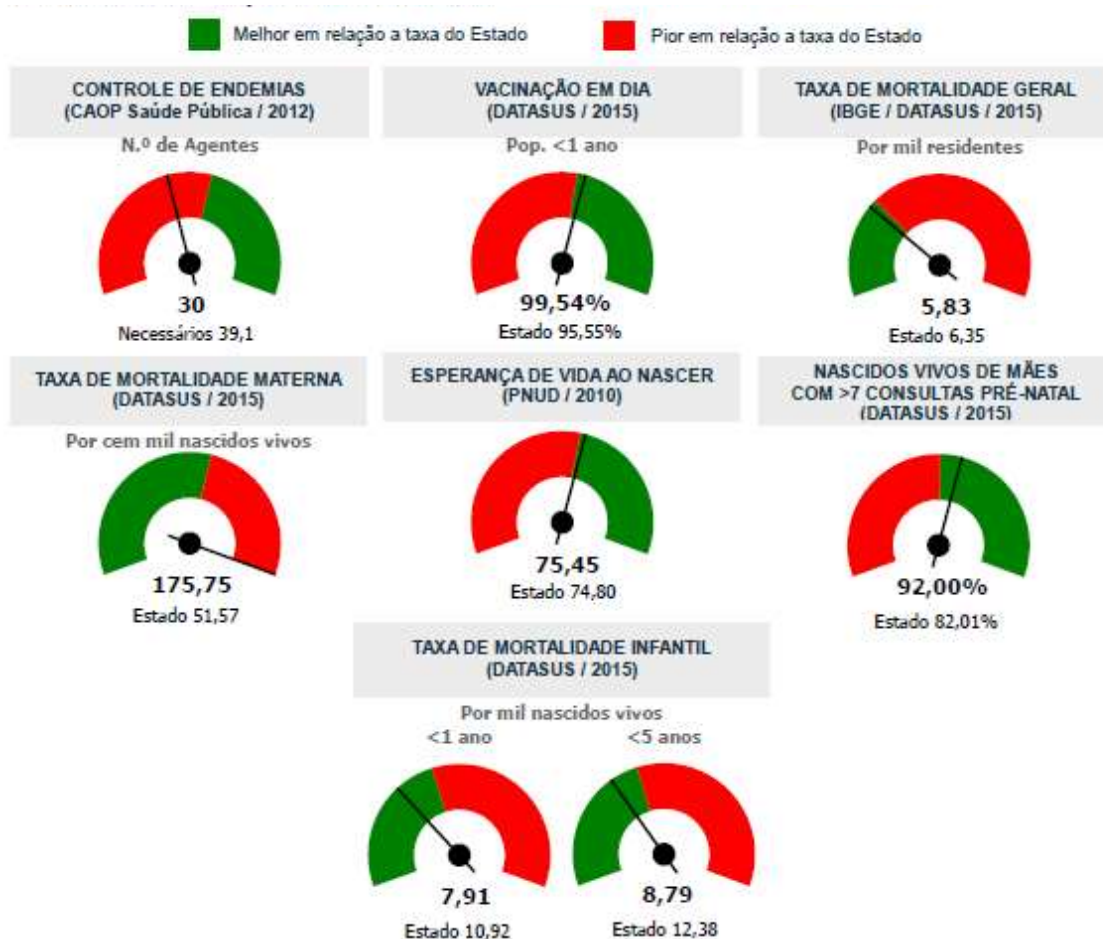 Melhor em relação a taxa do Estado
Pior em relação a taxa do Estado
CONTROLE DE ENDEMIAS
(CAOP Saúde Pública / 2012)
N.º de Agentes
30
Necessários 39,1
VACINAÇÃO EM DIA
(DATASUS / 2015)
Pop. <1 ano
99,54%
Estado 95,55%
TAXA DE MORTALIDADE GERAL
(IBGE / DATASUS / 2015)
Por mil residentes
5,83
Estado 6,35
TAXA DE MORTALIDADE MATERNA
(DATASUS / 2015)
Por cem mil nascidos vivos
175,75
Estado 51,57
ESPERANÇA DE VIDA AO NASCER
(PNUD / 2010)
75,45
Estado 74,80
NASCIDOS VIVOS DE MÃES
COM >7 CONSULTAS PRÉ-NATAL
(DATASUS / 2015)
92,00%
Estado 82,01%
TAXA DE MORTALIDADE INFANTIL
(DATASUS / 2015)
Por mil nascidos vivos
<1 ano
7,91
Estado 10,92
<5 anos
8,79
Estado 12,38